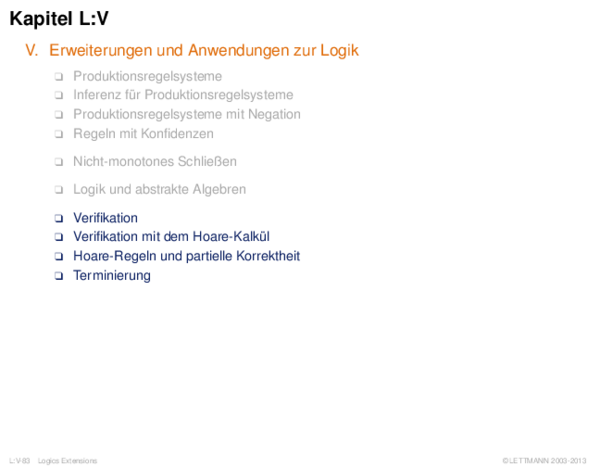 Kapitel L:V
V. Erweiterungen und Anwendungen zur Logik
❑ Produktionsregelsysteme
❑ Inferenz für Produktionsregelsysteme
❑ Produktionsregelsysteme mit Negation
❑ Regeln mit Konfidenzen
❑ Nicht-monotones Schließen
❑ Logik und abstrakte Algebren
❑ Verifikation
❑ Verifikation mit dem Hoare-Kalkül
❑ Hoare-Regeln und partielle Korrektheit
❑ Terminierung
L:V-83 Logics Extensions ©LETTMANN 2003-2013